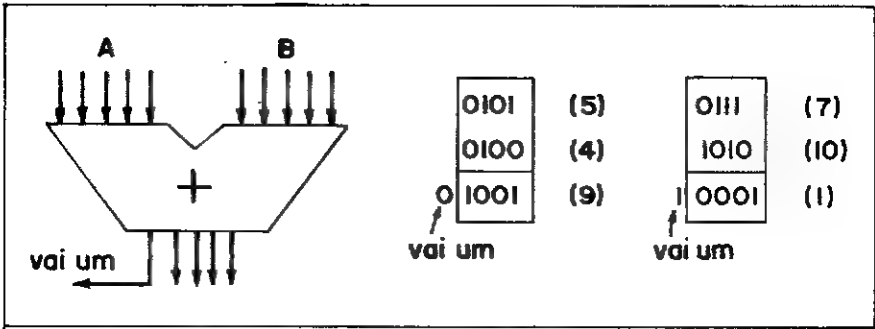 A B
+
vai um
0101 (5)
0100 (4)
0 1001 (9)
vai um
0111 (7)
1010 (10)
1 0001 (1)
vai um